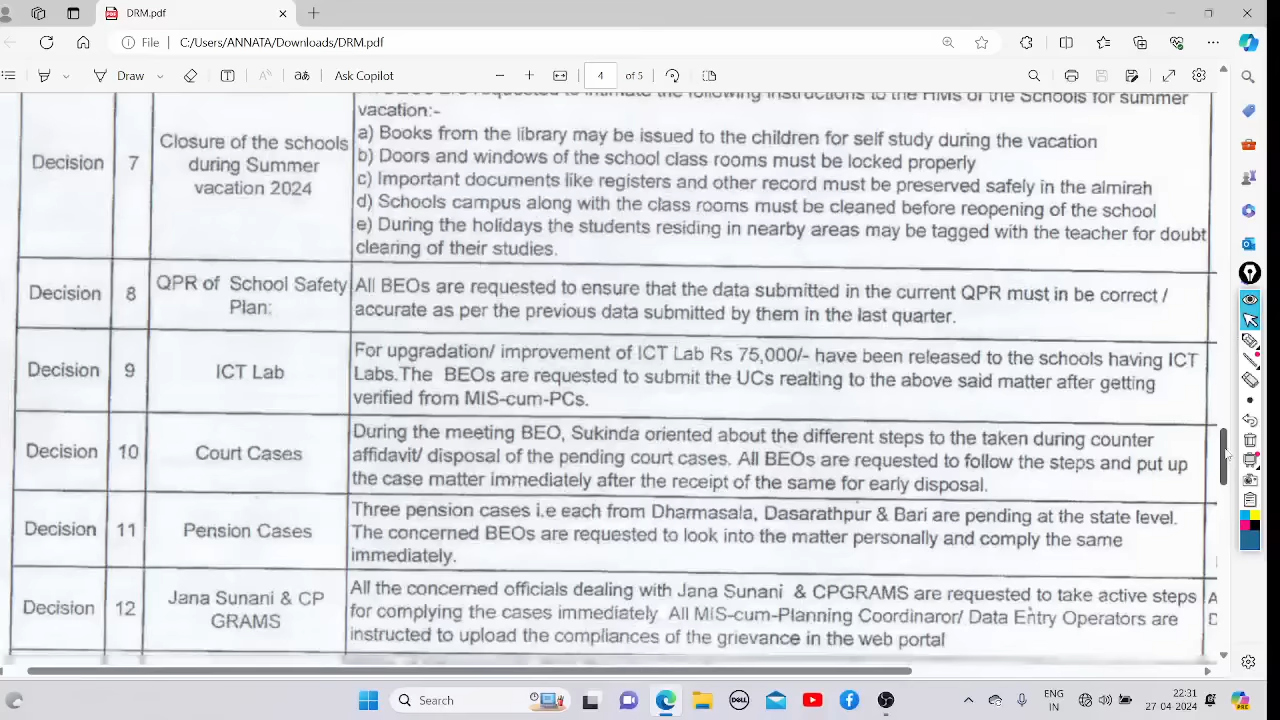 DRM.pdf
File
C:/Users/ANNATA/Downloads/DRM.pdf
Draw
Ask Copilot
4 of 5
All BEOs are requested to intimate the following instructions to the HMs of the Schools for summer
vacation:-
Decision 7 Closure of the schools during Summer vacation 2024
a) Books from the library may be issued to the children for self study during the vacation
b) Doors and windows of the school class rooms must be locked properly
c) Important documents like registers and other record must be preserved safely in the almirah
d) Schools campus along with the class rooms must be cleaned before reopening of the school
e) During the holidays the students residing in nearby areas may be tagged with the teacher for doubt
clearing of their studies.
Decision 8 QPR of School Safety Plan:
All BEOs are requested to ensure that the data submitted in the current QPR must in be correct /
accurate as per the previous data submitted by them in the last quarter.
Decision 9 ICT Lab
For upgradation/ improvement of ICT Lab Rs 75,000/- have been released to the schools having ICT
Labs.The BEOs are requested to submit the UCs realting to the above said matter after getting
verified from MIS-cum-PCs.
Decision 10 Court Cases
During the meeting BEO, Sukinda oriented about the different steps to the taken during counter
affidavit/ disposal of the pending court cases. All BEOs are requested to follow the steps and put up
the case matter immediately after the receipt of the same for early disposal.
Decision 11 Pension Cases
Three pension cases i.e each from Dharmasala, Dasarathpur & Bari are pending at the state level.
The concerned BEOs are requested to look into the matter personally and comply the same
immediately.
Decision 12 Jana Sunani & CP GRAMS
All the concerned officials dealing with Jana Sunani & CPGRAMS are requested to take active steps
for complying the cases immediately All MIS-cum-Planning Coordinaror/ Data Entry Operators are
instructed to upload the compliances of the grievance in the web portal
Search
ENG
IN
22:31
27-04-2024